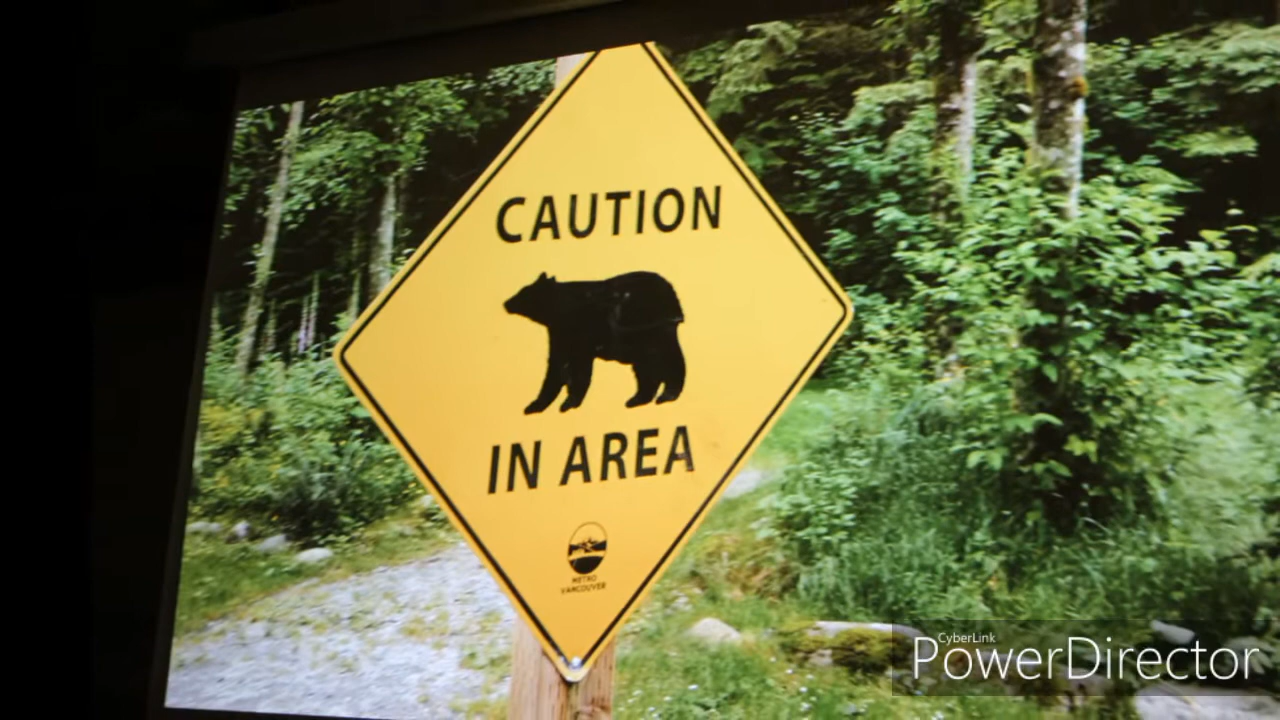 CAUTION
IN AREA
METRO
VANCOUVER
CyberLink
PowerDirector